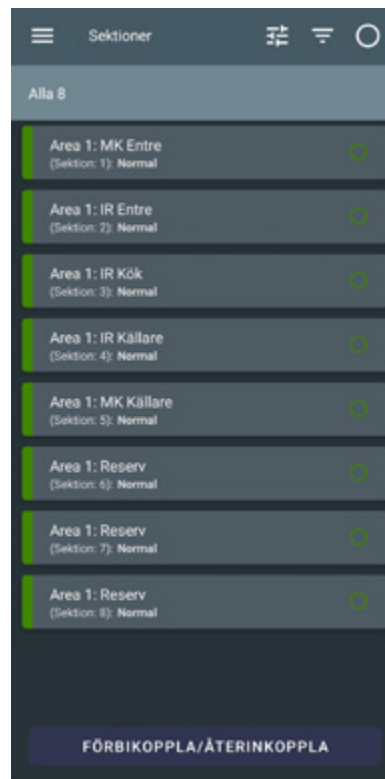 Sektioner
Alla 8
Area 1: MK Entre
(Sektion: 1): Normal
Area 1: IR Entre
(Sektion: 2): Normal
Area 1: IR Kök
(Sektion: 3): Normal
Area 1: IR Källare
(Sektion: 4): Normal
Area 1: MK Källare
(Sektion: 5): Normal
Area 1: Reserv
(Sektion: 6): Normal
Area 1: Reserv
(Sektion: 7): Normal
Area 1: Reserv
(Sektion: 8): Normal
FÖRBIKOPPLA/ÅTERINKOPPLA